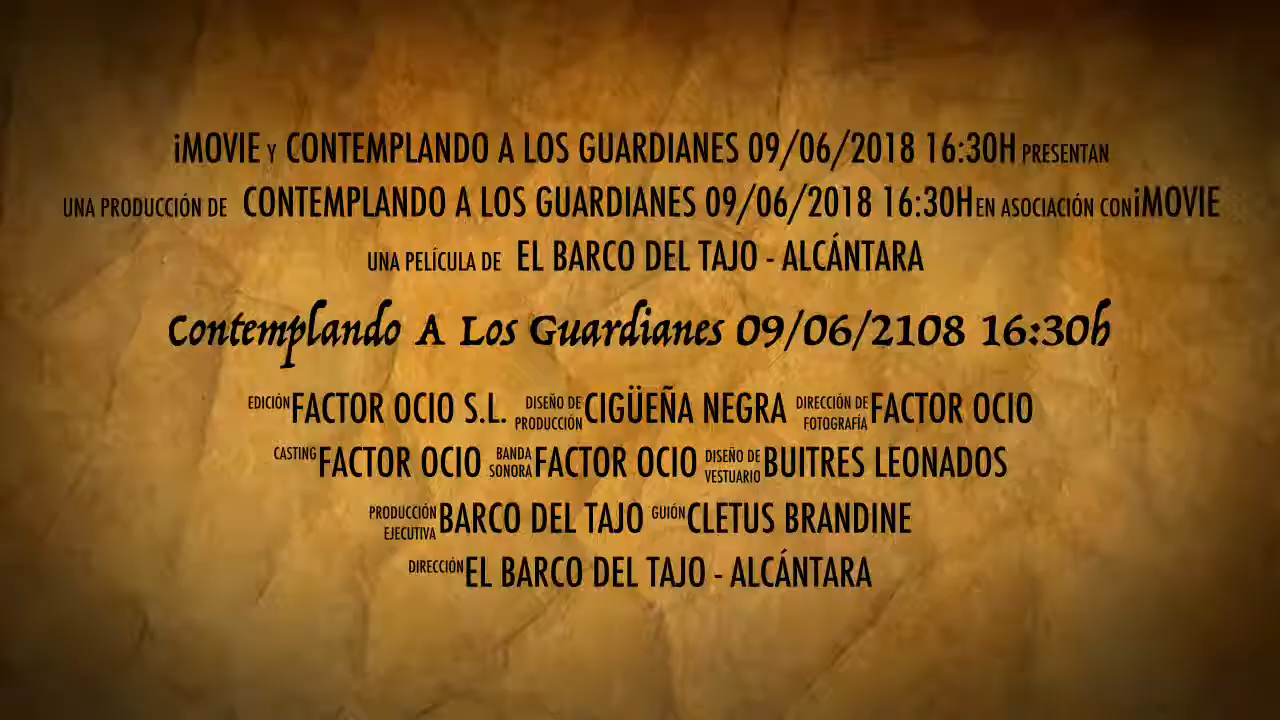 iMOVIE Y CONTEMPLANDO A LOS GUARDIANES 09/06/2018 16:30H PRESENTAN
UNA PRODUCCIÓN DE CONTEMPLANDO A LOS GUARDIANES 09/06/2018 16:30H EN ASOCIACIÓN CON iMOVIE
UNA PELÍCULA DE EL BARCO DEL TAJO - ALCÁNTARA
Contemplando A Los Guardianes 09/06/2108 16:30h
EDICIÓN FACTOR OCIO S.L. DISEÑO DE PRODUCCIÓN CIGÜEÑA NEGRA DIRECCIÓN DE FOTOGRAFÍA FACTOR OCIO
CASTING FACTOR OCIO BANDA SONORA FACTOR OCIO DISEÑO DE VESTUARIO BUITRES LEONADOS
PRODUCCIÓN EJECUTIVA BARCO DEL TAJO GUIÓN CLETUS BRANDINE
DIRECCIÓN EL BARCO DEL TAJO - ALCÁNTARA